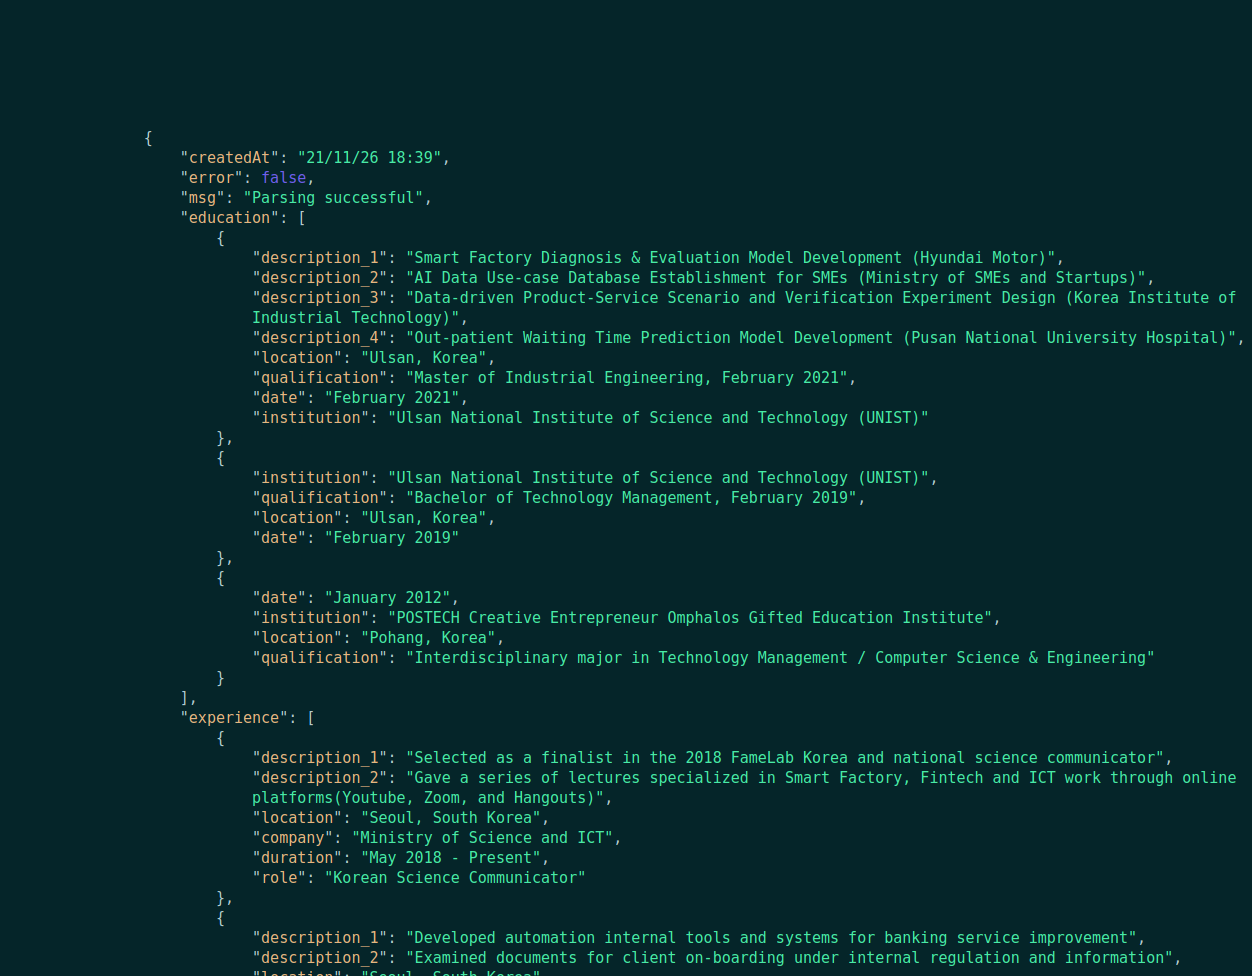 {
"createdAt": "21/11/26 18:39",
"error": false,
"msg": "Parsing successful",
"education": [
{
"description_1": "Smart Factory Diagnosis & Evaluation Model Development (Hyundai Motor)",
"description_2": "AI Data Use-case Database Establishment for SMEs (Ministry of SMEs and Startups)",
"description_3": "Data-driven Product-Service Scenario and Verification Experiment Design (Korea Institute of
Industrial Technology)",
"description_4": "Out-patient Waiting Time Prediction Model Development (Pusan National University Hospital)",
"location": "Ulsan, Korea",
"qualification": "Master of Industrial Engineering, February 2021",
"date": "February 2021",
"institution": "Ulsan National Institute of Science and Technology (UNIST)"
},
{
"institution": "Ulsan National Institute of Science and Technology (UNIST)",
"qualification": "Bachelor of Technology Management, February 2019",
"location": "Ulsan, Korea",
"date": "February 2019"
},
{
"date": "January 2012",
"institution": "POSTECH Creative Entrepreneur Omphalos Gifted Education Institute",
"location": "Pohang, Korea",
"qualification": "Interdisciplinary major in Technology Management / Computer Science & Engineering"
}
],
"experience": [
{
"description_1": "Selected as a finalist in the 2018 FameLab Korea and national science communicator",
"description_2": "Gave a series of lectures specialized in Smart Factory, Fintech and ICT work through online
platforms(Youtube, Zoom, and Hangouts)",
"location": "Seoul, South Korea",
"company": "Ministry of Science and ICT",
"duration": "May 2018 - Present",
"role": "Korean Science Communicator"
},
{
"description_1": "Developed automation internal tools and systems for banking service improvement",
"description_2": "Examined documents for client on-boarding under internal regulation and information",
"location": "Seoul, South Korea"